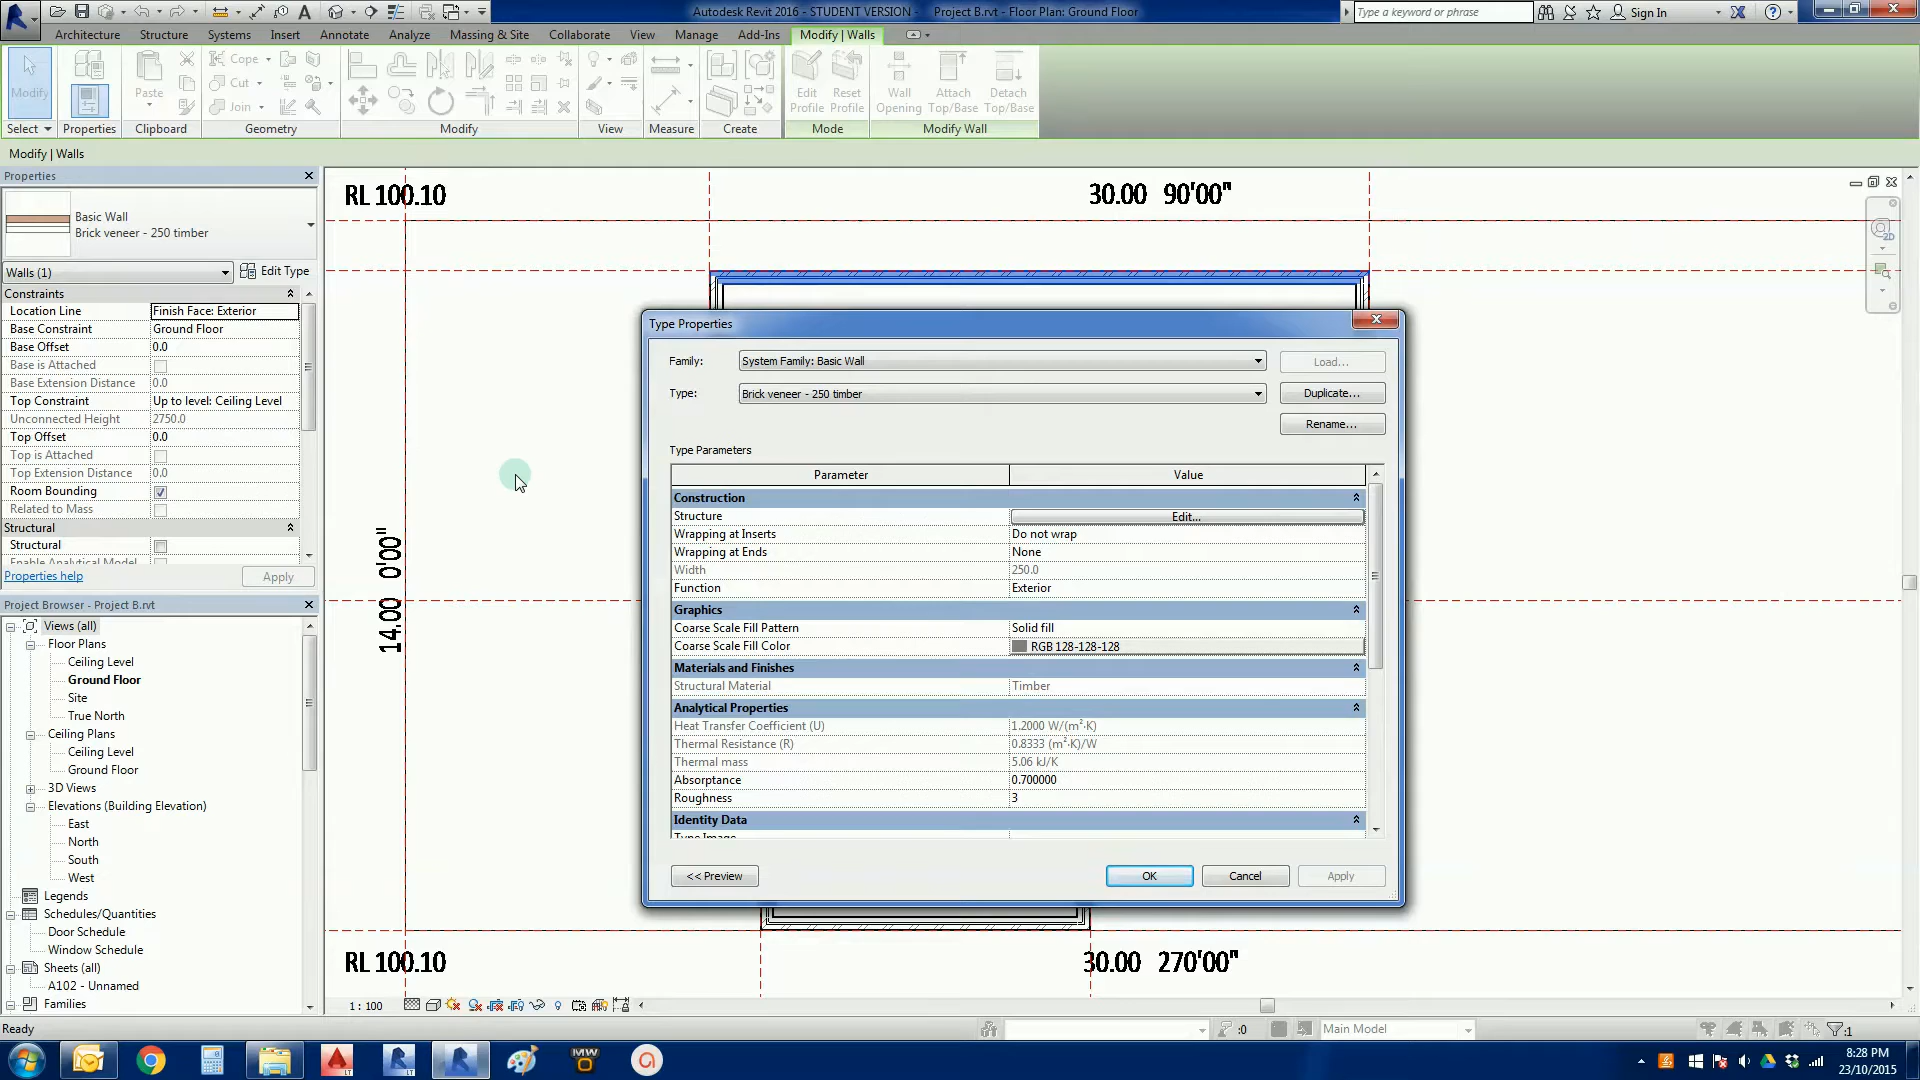 Autodesk Revit 2016 - STUDENT VERSION - Project B.rvt - Floor Plan: Ground Floor
Type a keyword or phrase
Sign In
Architecture Structure Systems Insert Annotate Analyze Massing & Site Collaborate View Manage Add-Ins Modify | Walls
Modify
Paste
Cope
Cut
Join
Edit Profile
Reset Profile
Wall Opening
Attach Top/Base
Detach Top/Base
Select Properties Clipboard Geometry Modify View Measure Create Mode Modify Wall
Modify | Walls
Properties
Basic Wall
Brick veneer - 250 timber
Walls (1) Edit Type
Constraints
Location Line Finish Face: Exterior
Base Constraint Ground Floor
Base Offset 0.0
Base is Attached
Base Extension Distance 0.0
Top Constraint Up to level: Ceiling Level
Unconnected Height 2750.0
Top Offset 0.0
Top is Attached
Top Extension Distance 0.0
Room Bounding
Related to Mass
Structural
Structural
Enable Analytical Model
Properties help Apply
Project Browser - Project B.rvt
Views (all)
Floor Plans
Ceiling Level
Ground Floor
Site
True North
Ceiling Plans
Ceiling Level
Ground Floor
3D Views
Elevations (Building Elevation)
East
North
South
West
Legends
Schedules/Quantities
Door Schedule
Window Schedule
Sheets (all)
A102 - Unnamed
Families
RL 100.10
30.00 90'00"
14.00 0'00"
RL 100.10
30.00 270'00"
2D
Type Properties
Family: System Family: Basic Wall Load...
Type: Brick veneer - 250 timber Duplicate...
Rename...
Type Parameters
Parameter Value
Construction
Structure Edit...
Wrapping at Inserts Do not wrap
Wrapping at Ends None
Width 250.0
Function Exterior
Graphics
Coarse Scale Fill Pattern Solid fill
Coarse Scale Fill Color RGB 128-128-128
Materials and Finishes
Structural Material Timber
Analytical Properties
Heat Transfer Coefficient (U) 1.2000 W/(m²·K)
Thermal Resistance (R) 0.8333 (m²·K)/W
Thermal mass 5.06 kJ/K
Absorptance 0.700000
Roughness 3
Identity Data
Type Image
<< Preview OK Cancel Apply
1 : 100
Ready
:0
Main Model
:1
LT
LT
MW
8:28 PM
23/10/2015